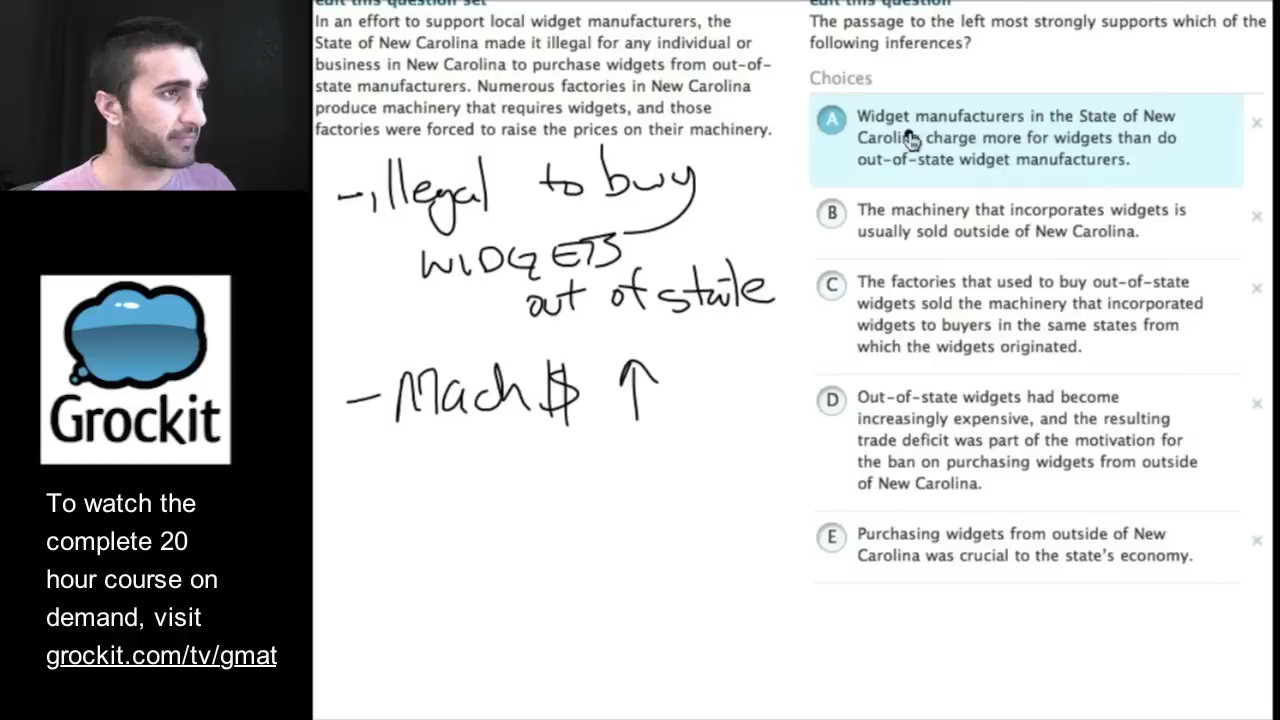 edit this question set
In an effort to support local widget manufacturers, the
State of New Carolina made it illegal for any individual or
business in New Carolina to purchase widgets from out-of-
state manufacturers. Numerous factories in New Carolina
produce machinery that requires widgets, and those
factories were forced to raise the prices on their machinery.
- illegal to buy
WIDGETS
out of state
- Mach $ ↑
edit this question
The passage to the left most strongly supports which of the
following inferences?
Choices
A Widget manufacturers in the State of New
Carolina charge more for widgets than do
out-of-state widget manufacturers.
B The machinery that incorporates widgets is
usually sold outside of New Carolina.
C The factories that used to buy out-of-state
widgets sold the machinery that incorporated
widgets to buyers in the same states from
which the widgets originated.
D Out-of-state widgets had become
increasingly expensive, and the resulting
trade deficit was part of the motivation for
the ban on purchasing widgets from outside
of New Carolina.
E Purchasing widgets from outside of New
Carolina was crucial to the state's economy.
Grockit
To watch the
complete 20
hour course on
demand, visit
grockit.com/tv/gmat